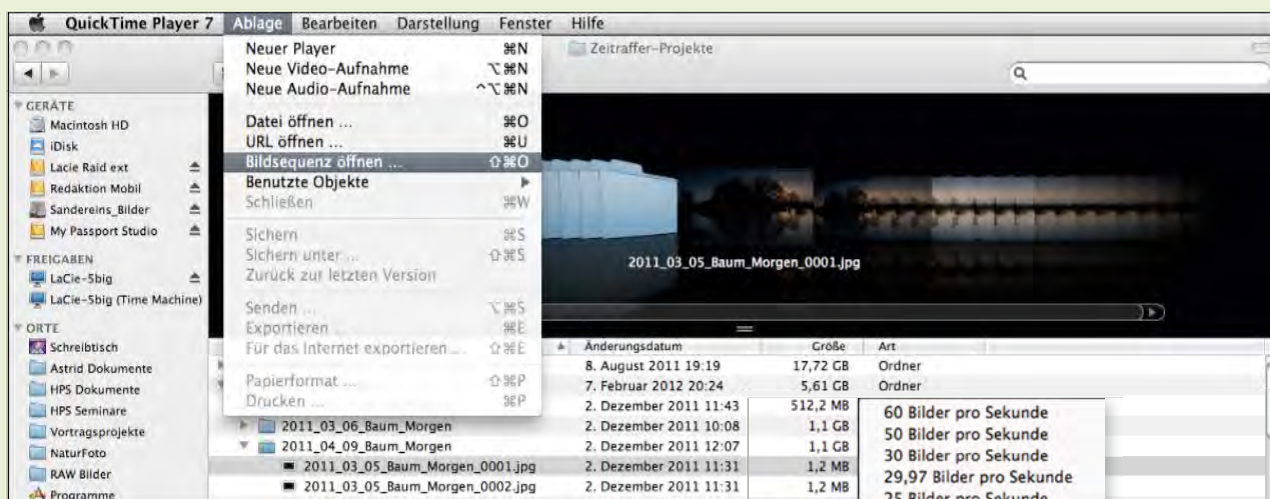 QuickTime Player 7 Ablage Bearbeiten Darstellung Fenster Hilfe
Zeitraffer-Projekte
Neuer Player ⌘N
Neue Video-Aufnahme ⌥⌘N
Neue Audio-Aufnahme ^⌥⌘N
Datei öffnen ... ⌘O
URL öffnen ... ⌘U
Bildsequenz öffnen ... ⇧⌘O
Benutzte Objekte
Schließen ⌘W
Sichern ⌘S
Sichern unter ... ⇧⌘S
Zurück zur letzten Version
Senden ... ⌥⌘S
Exportieren ... ⌘E
Für das Internet exportieren ... ⇧⌘E
Papierformat ... ⇧⌘P
Drucken ... ⌘P
GERÄTE
Macintosh HD
iDisk
Lacie Raid ext
Redaktion Mobil
Sandereins_Bilder
My Passport Studio
FREIGABEN
LaCie-5big
LaCie-5big (Time Machine)
ORTE
Schreibtisch
Astrid Dokumente
HPS Dokumente
HPS Seminare
Vortragsprojekte
NaturFoto
RAW Bilder
Programme
2011_03_05_Baum_Morgen_0001.jpg
Änderungsdatum Größe Art
8. August 2011 19:19 17,72 GB Ordner
7. Februar 2012 20:24 5,61 GB Ordner
2. Dezember 2011 11:43 512,2 MB
2011_03_06_Baum_Morgen 2. Dezember 2011 10:08 1,1 GB
2011_04_09_Baum_Morgen 2. Dezember 2011 12:07 1,1 GB
2011_03_05_Baum_Morgen_0001.jpg 2. Dezember 2011 11:31 1,2 MB
2011_03_05_Baum_Morgen_0002.jpg 2. Dezember 2011 11:31 1,2 MB
60 Bilder pro Sekunde
50 Bilder pro Sekunde
30 Bilder pro Sekunde
29,97 Bilder pro Sekunde
25 Bilder pro Sekunde